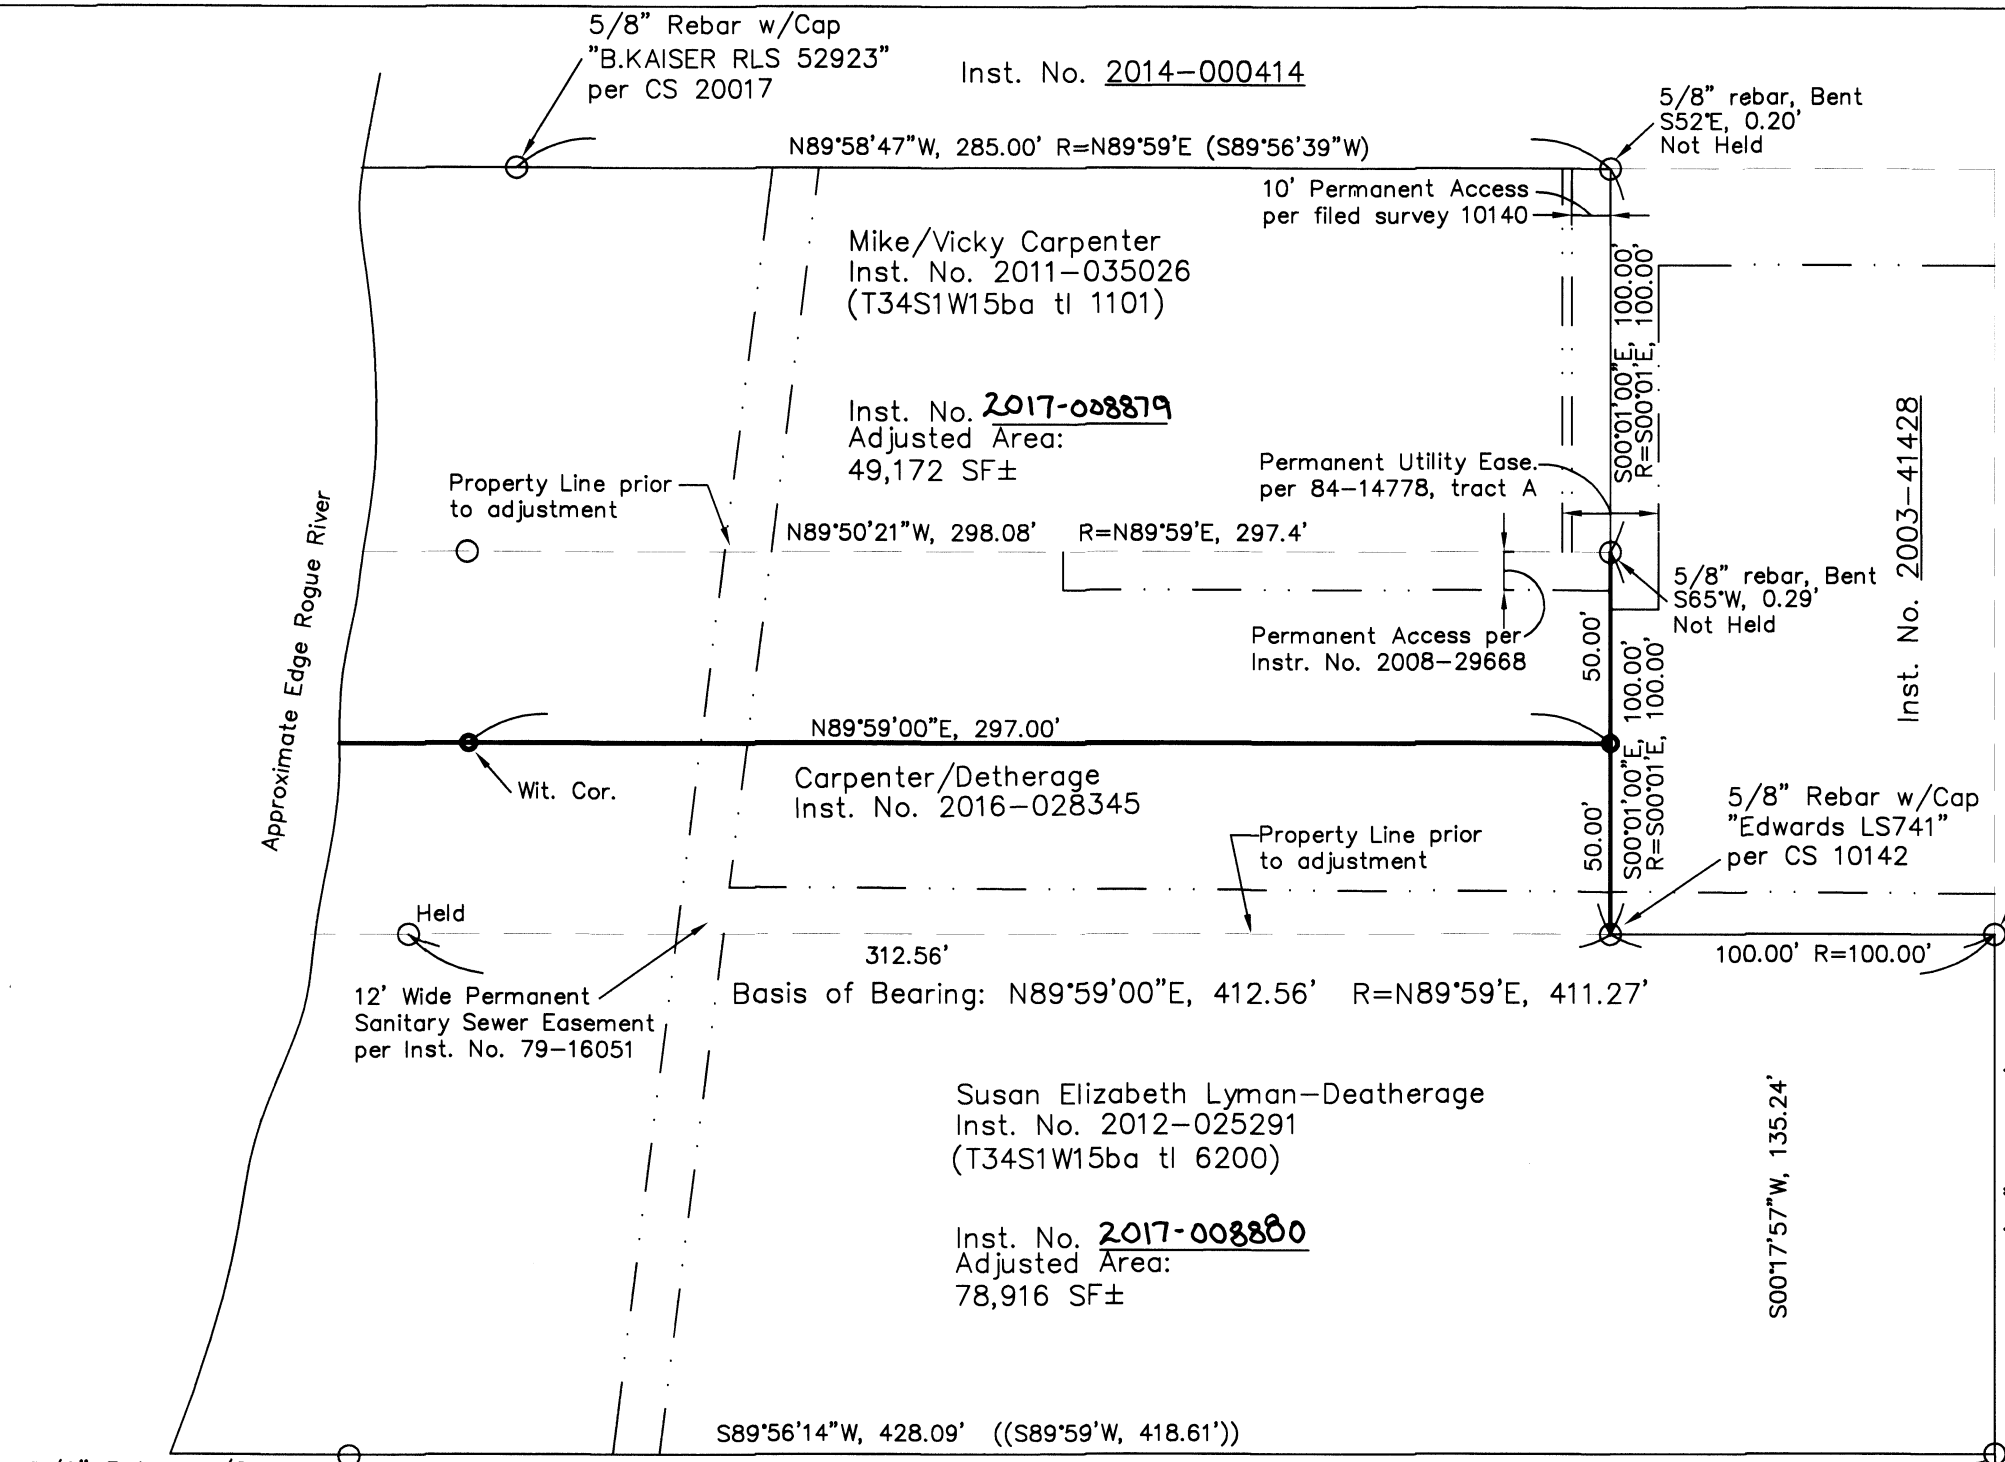 5/8" Rebar w/Cap
"B.KAISER RLS 52923"
per CS 20017
Inst. No. 2014-000414
5/8" rebar, Bent
S52°E, 0.20'
Not Held
N89°58'47"W, 285.00' R=N89°59'E (S89°56'39"W)
10' Permanent Access
per filed survey 10140
Mike/Vicky Carpenter
Inst. No. 2011-035026
(T34S1W15ba tl 1101)
S00°01'00"E, 100.00'
R=S00°01'E, 100.00'
Inst. No. 2017-008879
Adjusted Area:
49,172 SF±
Inst. No. 2003-41428
Property Line prior
to adjustment
Permanent Utility Ease.
per 84-14778, tract A
N89°50'21"W, 298.08' R=N89°59'E, 297.4'
Approximate Edge Rogue River
5/8" rebar, Bent
S65°W, 0.29'
Not Held
Permanent Access per
Instr. No. 2008-29668
50.00'
S00°01'00"E, 100.00'
R=S00°01'E, 100.00'
N89°59'00"E, 297.00'
Wit. Cor.
Carpenter/Detherage
Inst. No. 2016-028345
50.00'
5/8" Rebar w/Cap
"Edwards LS741"
per CS 10142
Property Line prior
to adjustment
Held
312.56'
100.00' R=100.00'
12' Wide Permanent
Sanitary Sewer Easement
per Inst. No. 79-16051
Basis of Bearing: N89°59'00"E, 412.56' R=N89°59'E, 411.27'
Susan Elizabeth Lyman-Deatherage
Inst. No. 2012-025291
(T34S1W15ba tl 6200)
S00°17'57"W, 135.24'
Inst. No. 2017-008880
Adjusted Area:
78,916 SF±
S89°56'14"W, 428.09' ((S89°59'W, 418.61'))